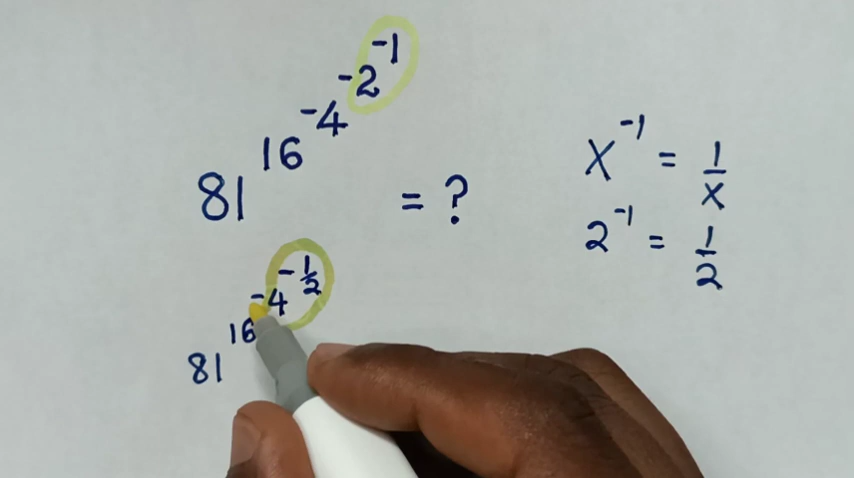 81^16^-4^-2^-1 = ?
x^-1 = 1/x
2^-1 = 1/2
81^16^-4^-1/2